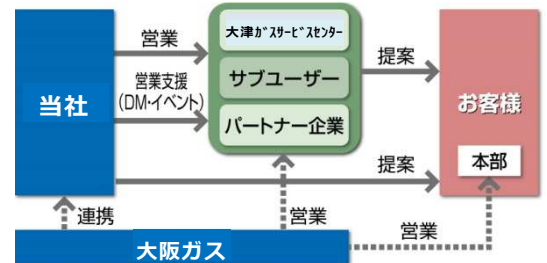 営業
大津ｶﾞｽｻｰﾋﾞｽｾﾝﾀｰ
提案
営業支援
(DM・イベント)
サブユーザー
当社
お客様
パートナー企業
提案
本部
連携
営業
営業
大阪ガス